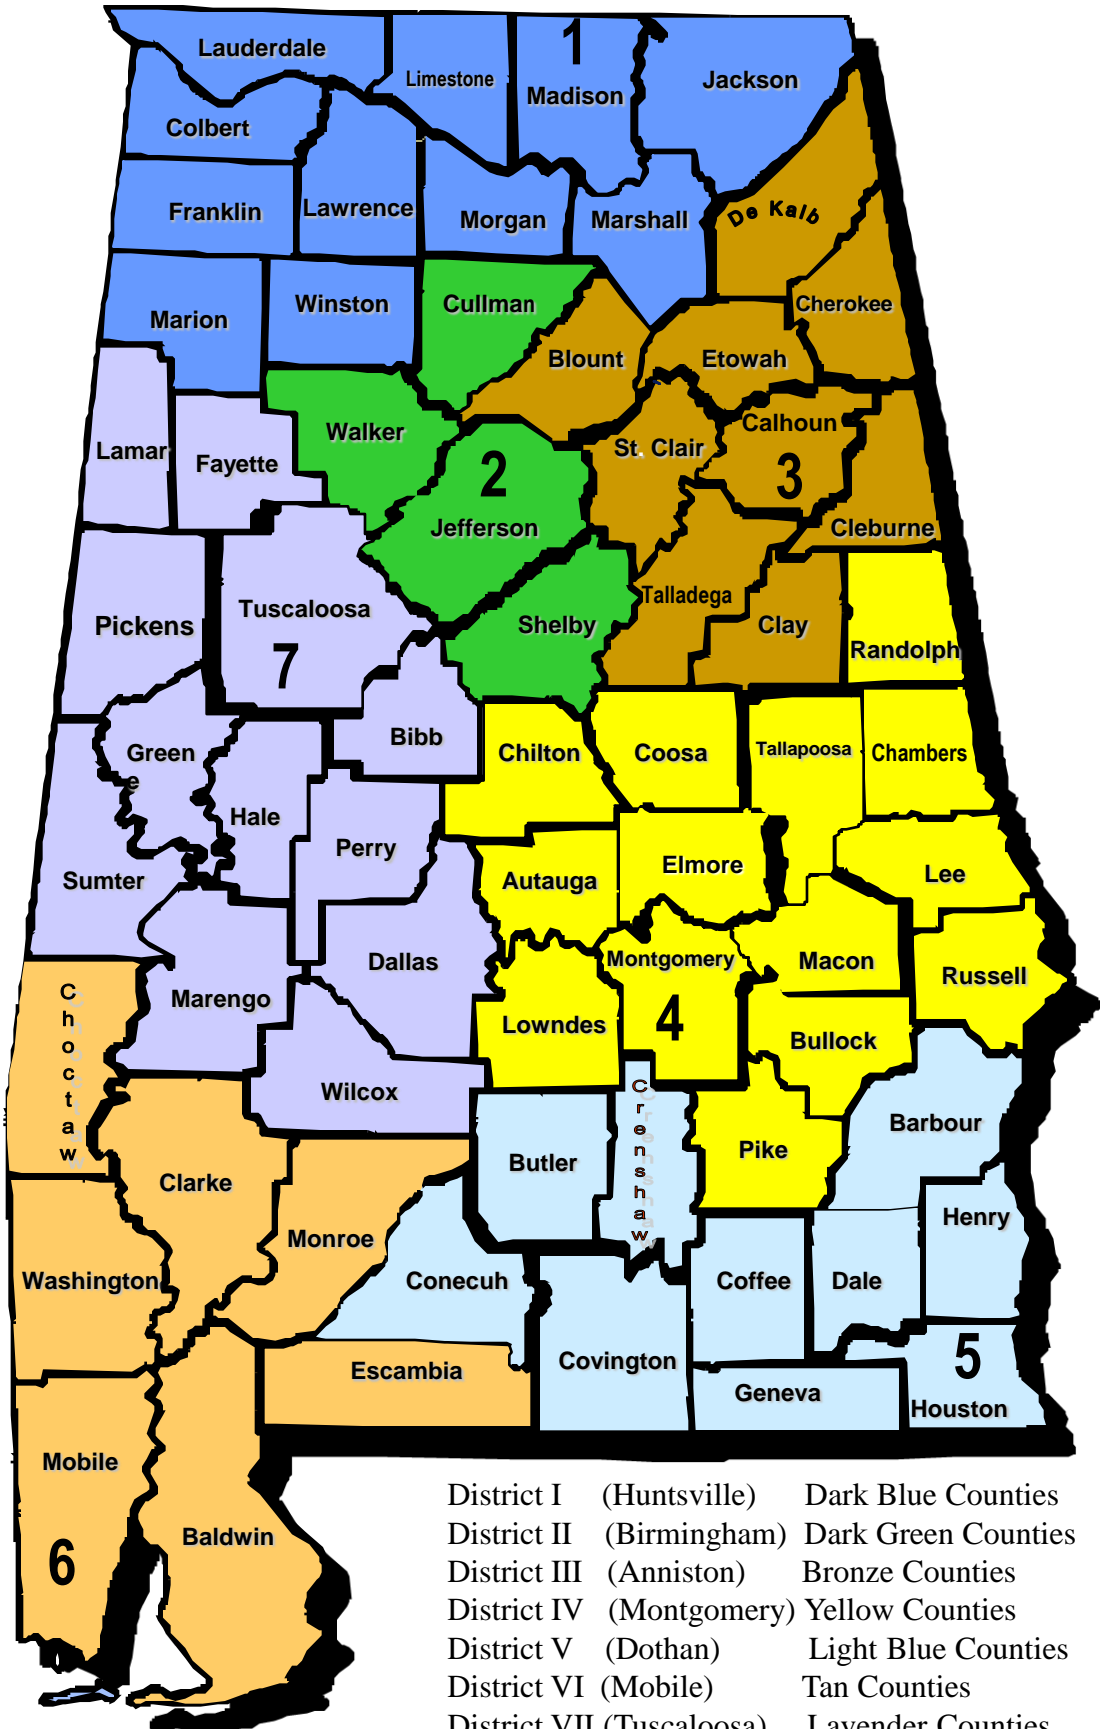 Lauderdale
Limestone
1
Madison
Jackson
Colbert
Franklin
Lawrence
Morgan
Marshall
De Kalb
Marion
Winston
Cullman
Cherokee
Blount
Etowah
Lamar
Fayette
Walker
2
Jefferson
St. Clair
Calhoun
3
Cleburne
Pickens
Tuscaloosa
7
Shelby
Talladega
Clay
Randolph
Green
e
Hale
Bibb
Chilton
Coosa
Tallapoosa
Chambers
Sumter
Perry
Autauga
Elmore
Lee
Choctaw
Marengo
Dallas
Lowndes
Montgomery
4
Macon
Russell
Bullock
Wilcox
Clarke
Butler
Crenshaw
Pike
Barbour
Washington
Monroe
Conecuh
Coffee
Dale
Henry
Escambia
Covington
Geneva
5
Houston
Mobile
6
Baldwin
District I (Huntsville) Dark Blue Counties
District II (Birmingham) Dark Green Counties
District III (Anniston) Bronze Counties
District IV (Montgomery) Yellow Counties
District V (Dothan) Light Blue Counties
District VI (Mobile) Tan Counties
District VII (Tuscaloosa) Lavender Counties